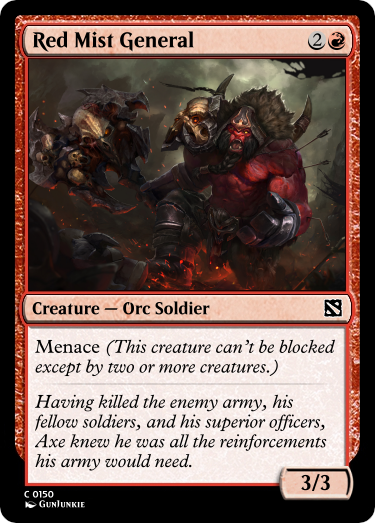 Red Mist General 2
Creature — Orc Soldier
Menace (This creature can't be blocked
except by two or more creatures.)
Having killed the enemy army, his
fellow soldiers, and his superior officers,
Axe knew he was all the reinforcements
his army would need.
3/3
C 0150
GunJunkie